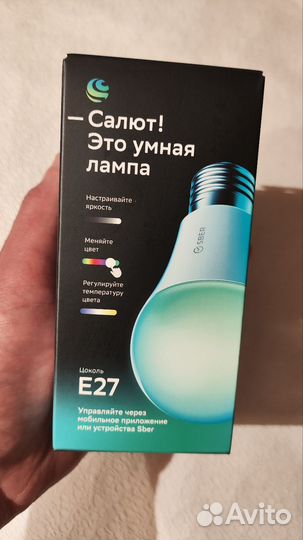 — Салют!
Это умная
лампа
Настраивайте
яркость
Меняйте
цвет
Регулируйте
температуру
цвета
SBER
Цоколь
E27
Управляйте через
мобильное приложение
или устройства Sber
Avito